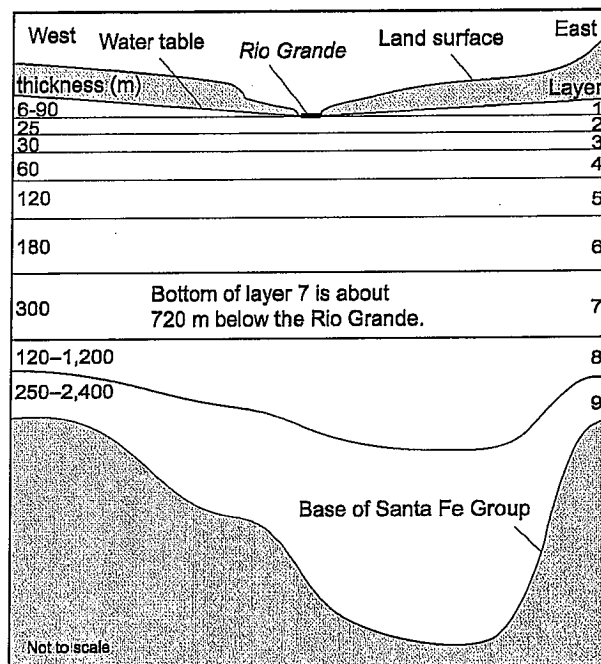 West
Water table
Rio Grande
Land surface
East
thickness (m)
Layer
6-90
1
25
2
30
3
60
4
120
5
180
6
Bottom of layer 7 is about
720 m below the Rio Grande.
300
7
120–1,200
8
250–2,400
9
Base of Santa Fe Group
Not to scale